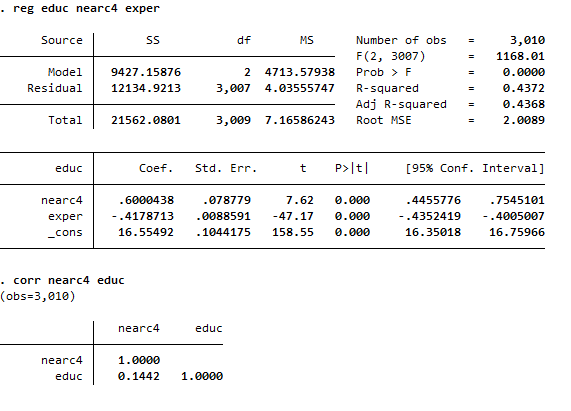 . reg educ nearc4 exper
Source SS df MS Number of obs = 3,010
F(2, 3007) = 1168.01
Model 9427.15876 2 4713.57938 Prob > F = 0.0000
Residual 12134.9213 3,007 4.03555747 R-squared = 0.4372
Adj R-squared = 0.4368
Total 21562.0801 3,009 7.16586243 Root MSE = 2.0089
educ Coef. Std. Err. t P>|t| [95% Conf. Interval]
nearc4 .6000438 .078779 7.62 0.000 .4455776 .7545101
exper -.4178713 .0088591 -47.17 0.000 -.4352419 -.4005007
_cons 16.55492 .1044175 158.55 0.000 16.35018 16.75966
. corr nearc4 educ
(obs=3,010)
nearc4 educ
nearc4 1.0000
educ 0.1442 1.0000